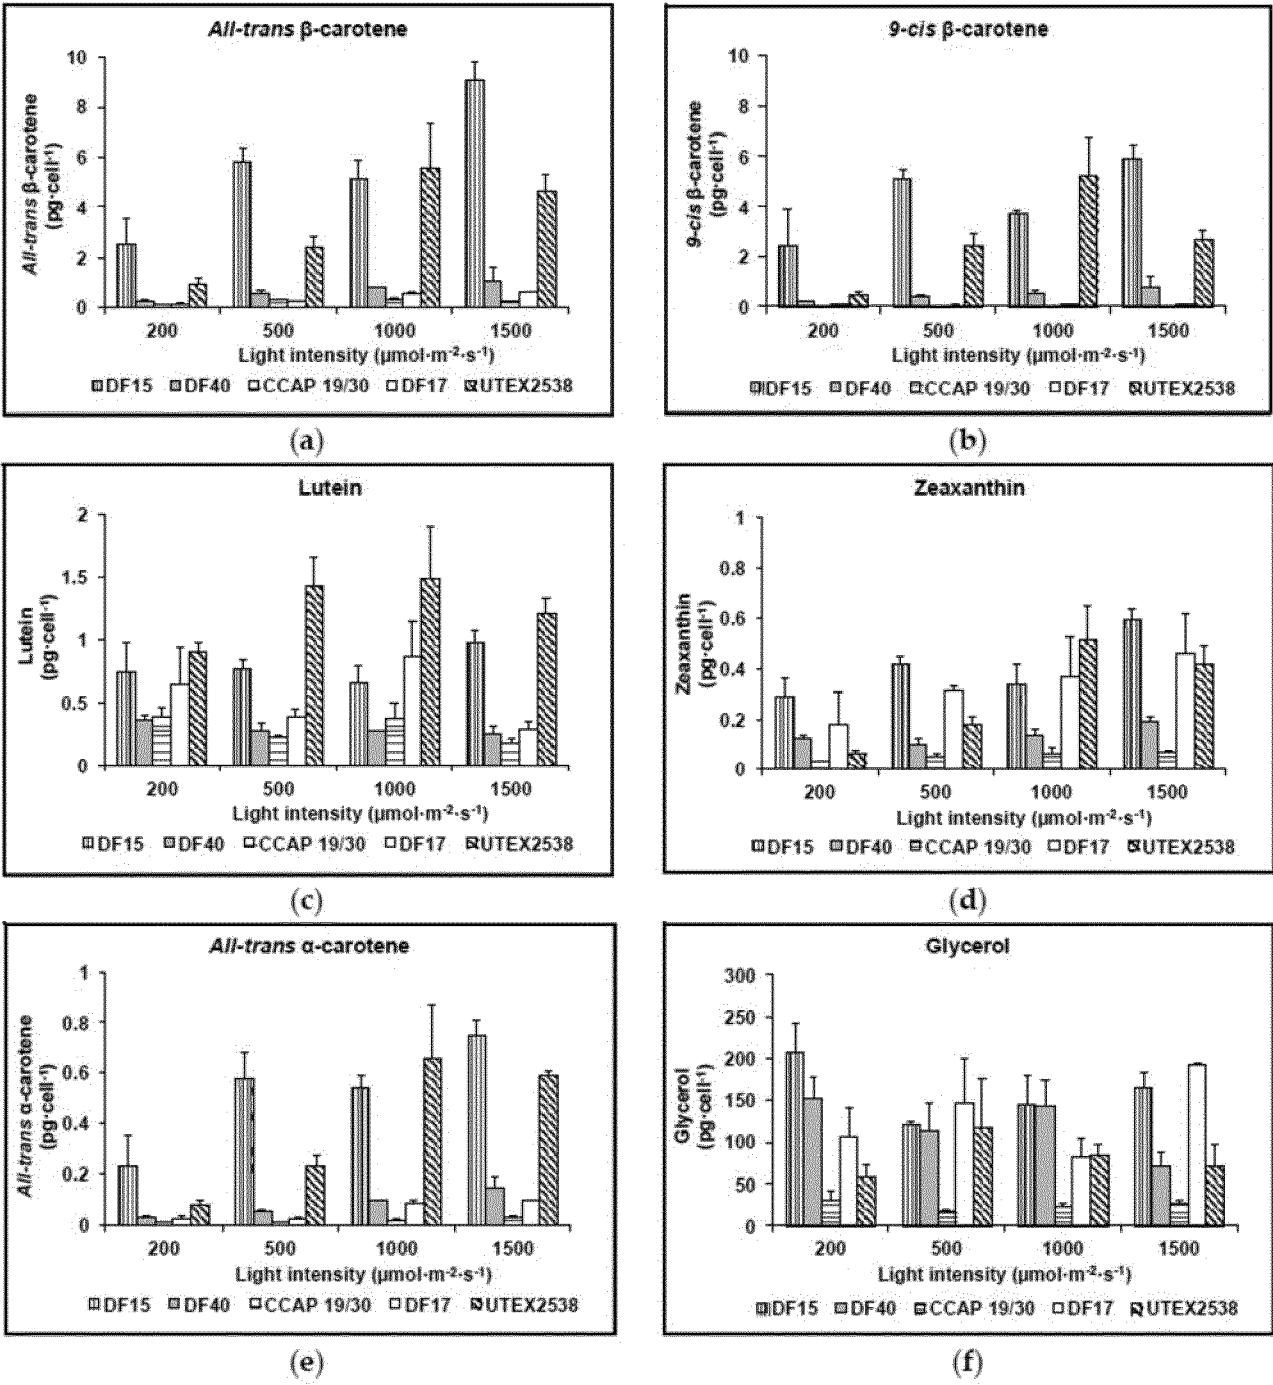 All-trans β-carotene
All-trans β-carotene
(pg·cell-1)
10
8
6
4
2
0
200 500 1000 1500
Light intensity (µmol·m-2·s-1)
DF15 DF40 CCAP 19/30 DF17 UTEX2538
(a)
9-cis β-carotene
9-cis β-carotene
(pg·cell-1)
10
8
6
4
2
0
200 500 1000 1500
Light intensity (µmol·m-2·s-1)
DF15 DF40 CCAP 19/30 DF17 UTEX2538
(b)
Lutein
Lutein
(pg·cell-1)
2
1.5
1
0.5
0
200 500 1000 1500
Light intensity (µmol·m-2·s-1)
DF15 DF40 CCAP 19/30 DF17 UTEX2538
(c)
Zeaxanthin
Zeaxanthin
(pg·cell-1)
1
0.8
0.6
0.4
0.2
0
200 500 1000 1500
Light intensity (µmol·m-2·s-1)
DF15 DF40 CCAP 19/30 DF17 UTEX2538
(d)
All-trans α-carotene
All-trans α-carotene
(pg·cell-1)
1
0.8
0.6
0.4
0.2
0
200 500 1000 1500
Light intensity (µmol·m-2·s-1)
DF15 DF40 CCAP 19/30 DF17 UTEX2538
(e)
Glycerol
Glycerol
(pg·cell-1)
300
250
200
150
100
50
0
200 500 1000 1500
Light intensity (µmol·m-2·s-1)
DF15 DF40 CCAP 19/30 DF17 UTEX2538
(f)